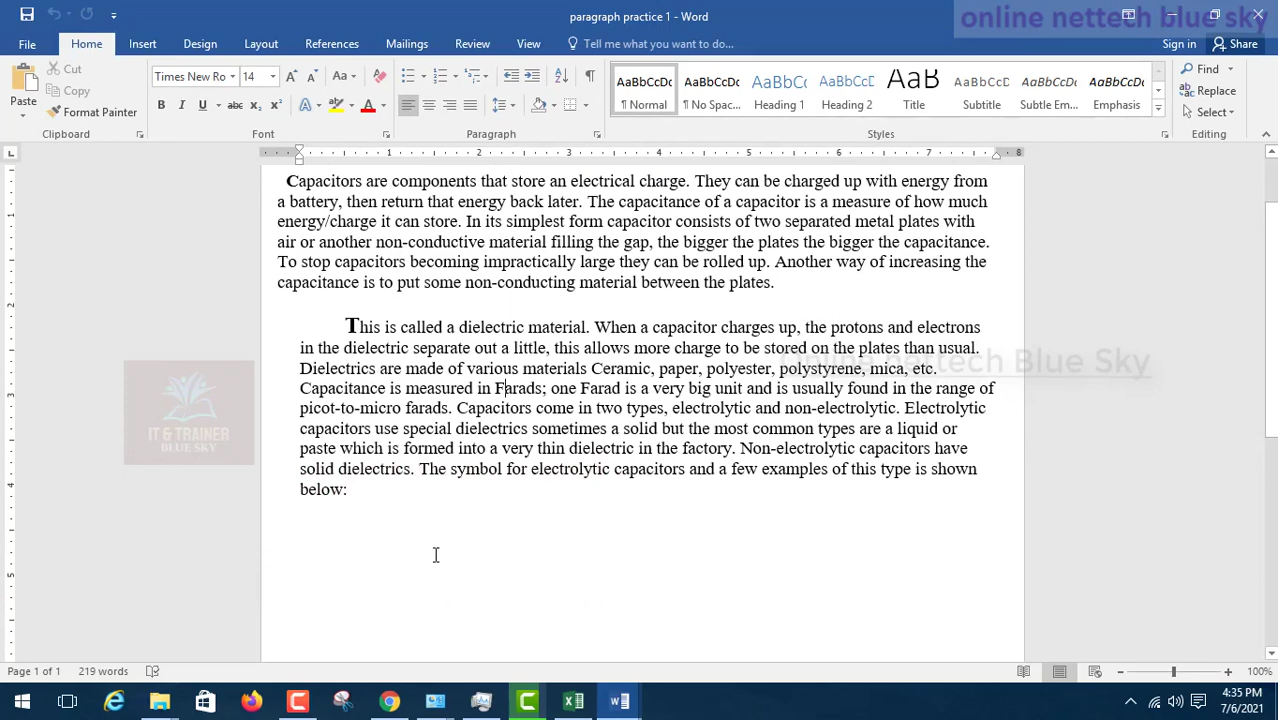 paragraph practice 1 - Word
online nettech blue sky
File
Home
Insert
Design
Layout
References
Mailings
Review
View
Tell me what you want to do...
Sign in
Share
Paste
Cut
Copy
Format Painter
Clipboard
Times New Ro
14
Font
Paragraph
AaBbCcDc
¶ Normal
AaBbCcDc
¶ No Spac...
AaBbCc
Heading 1
AaBbCcD
Heading 2
AaB
Title
AaBbCcD
Subtitle
AaBbCcDc
Subtle Em...
AaBbCcDc
Emphasis
Styles
Find
Replace
Select
Editing
1 2 3 4 5 6 7 8
Capacitors are components that store an electrical charge. They can be charged up with energy from
a battery, then return that energy back later. The capacitance of a capacitor is a measure of how much
energy/charge it can store. In its simplest form capacitor consists of two separated metal plates with
air or another non-conductive material filling the gap, the bigger the plates the bigger the capacitance.
To stop capacitors becoming impractically large they can be rolled up. Another way of increasing the
capacitance is to put some non-conducting material between the plates.
This is called a dielectric material. When a capacitor charges up, the protons and electrons
in the dielectric separate out a little, this allows more charge to be stored on the plates than usual.
Dielectrics are made of various materials Ceramic, paper, polyester, polystyrene, mica, etc.
Capacitance is measured in Farads; one Farad is a very big unit and is usually found in the range of
picot-to-micro farads. Capacitors come in two types, electrolytic and non-electrolytic. Electrolytic
capacitors use special dielectrics sometimes a solid but the most common types are a liquid or
paste which is formed into a very thin dielectric in the factory. Non-electrolytic capacitors have
solid dielectrics. The symbol for electrolytic capacitors and a few examples of this type is shown
below:
Online nettech Blue Sky
IT & TRAINER
BLUE SKY
Page 1 of 1
219 words
100%
4:35 PM
7/6/2021